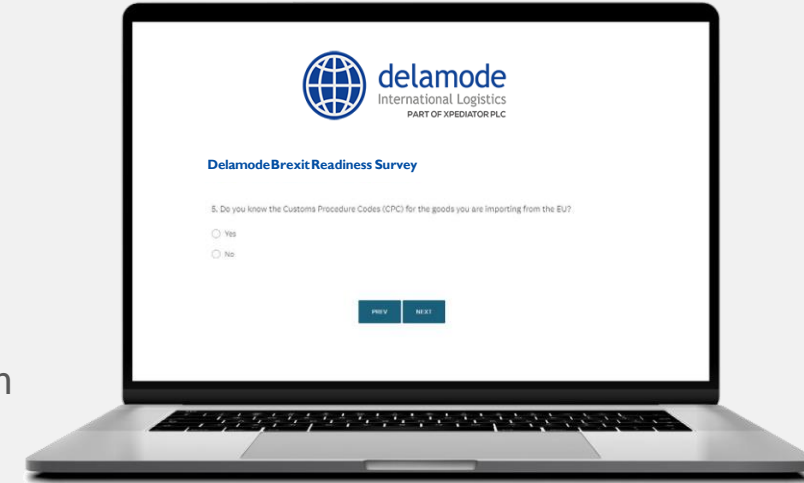 delamode
International Logistics
PART OF XPEDIATOR PLC
Delamode Brexit Readiness Survey
5. Do you know the Customs Procedure Codes (CPC) for the goods you are importing from the EU?
Yes
No
PREV NEXT